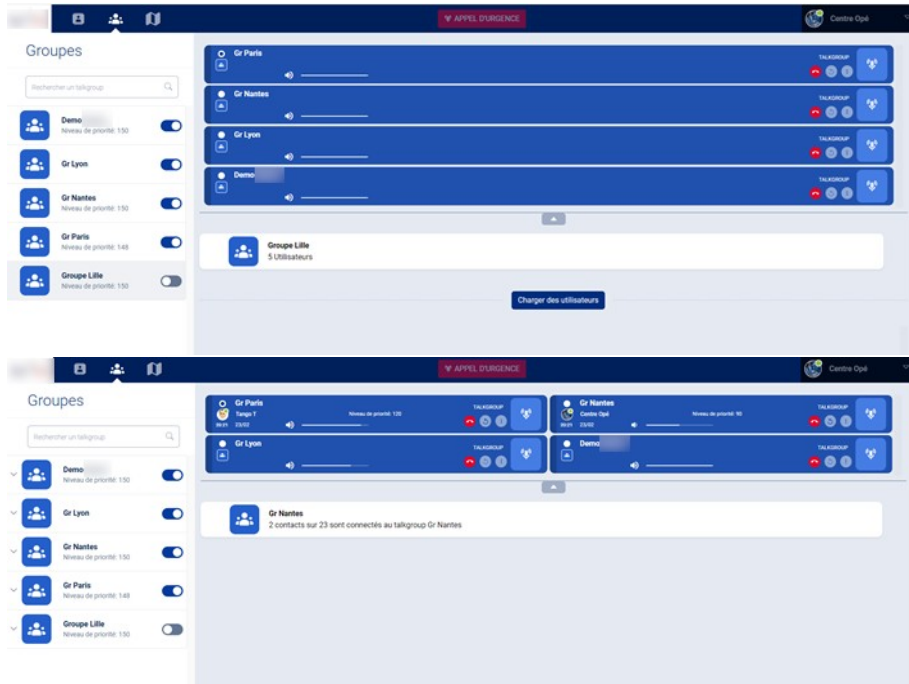 APPEL D'URGENCE
Centre Opé
Groupes
Rechercher un talkgroup
Demo
Niveau de priorité: 150
Gr Lyon
Gr Nantes
Niveau de priorité: 150
Gr Paris
Niveau de priorité: 148
Groupe Lille
Niveau de priorité: 150
Gr Paris
TALKGROUP
Gr Nantes
TALKGROUP
Gr Lyon
TALKGROUP
Demo
TALKGROUP
Groupe Lille
5 Utilisateurs
Charger des utilisateurs
APPEL D'URGENCE
Centre Opé
Groupes
Rechercher un talkgroup
Demo
Niveau de priorité: 150
Gr Lyon
Gr Nantes
Niveau de priorité: 150
Gr Paris
Niveau de priorité: 148
Groupe Lille
Niveau de priorité: 150
Gr Paris
TALKGROUP
Tango T
Niveau de priorité: 120
23/02
Gr Nantes
TALKGROUP
Centre Opé
Niveau de priorité: 90
23/02
Gr Lyon
TALKGROUP
Demo
TALKGROUP
Gr Nantes
2 contacts sur 23 sont connectés au talkgroup Gr Nantes